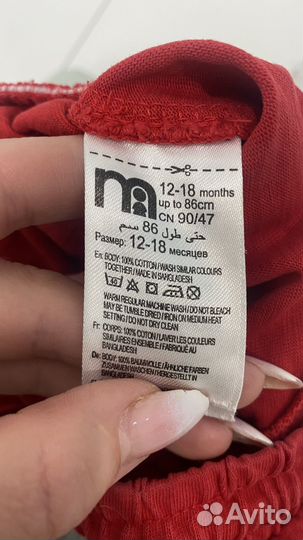 m
12-18 months
up to 86cm
CN 90/47
حتى طول 86 سم
Размер: 12-18 месяцев
En: BODY: 100% COTTON / WASH SIMILAR COLOURS
TOGETHER / MADE IN BANGLADESH
WARM REGULAR MACHINE WASH / DO NOT BLEACH
MAY BE TUMBLE DRIED / IRON ON MEDIUM HEAT
SETTING / DO NOT DRY CLEAN
Fr: CORPS: 100% COTON / LAVER LES COULEURS
SIMILAIRES ENSEMBLE / FABRIQUÉ AU
BANGLADESH
De: BODY: 100% BAUMWOLLE / ÄHNLICHE FARBEN
ZUSAMMEN WASCHEN / HERGESTELLT IN
BANGLADESH
Avito